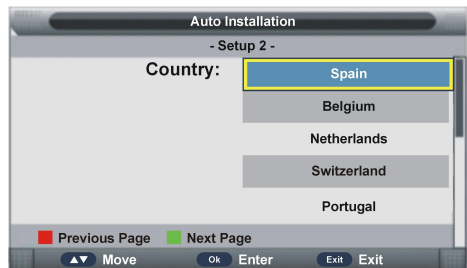 Auto Installation
- Setup 2 -
Country:
Spain
Belgium
Netherlands
Switzerland
Portugal
Previous Page Next Page
▲▼ Move Ok Enter Exit Exit